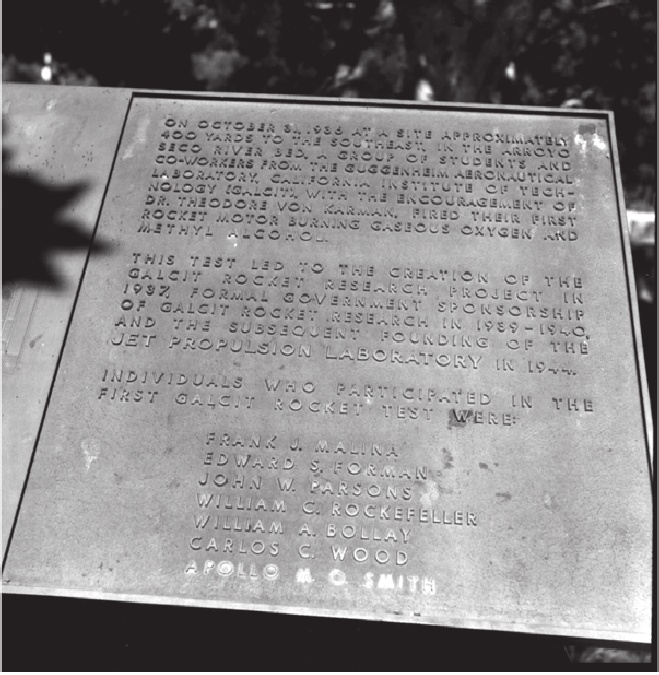 ON OCTOBER 31, 1936 AT A SITE APPROXIMATELY
400 YARDS TO THE SOUTHEAST, IN THE ARROYO
SECO RIVER BED, A GROUP OF STUDENTS AND
CO-WORKERS FROM THE GUGGENHEIM AERONAUTICAL
LABORATORY, CALIFORNIA INSTITUTE OF TECH-
NOLOGY (GALCIT), WITH THE ENCOURAGEMENT OF
DR. THEODORE VON KARMAN, FIRED THEIR FIRST
ROCKET MOTOR BURNING GASEOUS OXYGEN AND
METHYL ALCOHOL.
THIS TEST LED TO THE CREATION OF THE
GALCIT ROCKET RESEARCH PROJECT IN
1937, FORMAL GOVERNMENT SPONSORSHIP
OF GALCIT ROCKET RESEARCH IN 1939-1940,
AND THE SUBSEQUENT FOUNDING OF THE
JET PROPULSION LABORATORY IN 1944.
INDIVIDUALS WHO PARTICIPATED IN THE
FIRST GALCIT ROCKET TEST WERE:
FRANK J. MALINA
EDWARD S. FORMAN
JOHN W. PARSONS
WILLIAM C. ROCKEFELLER
WILLIAM A. BOLLAY
CARLOS C. WOOD
APOLLO M. O. SMITH